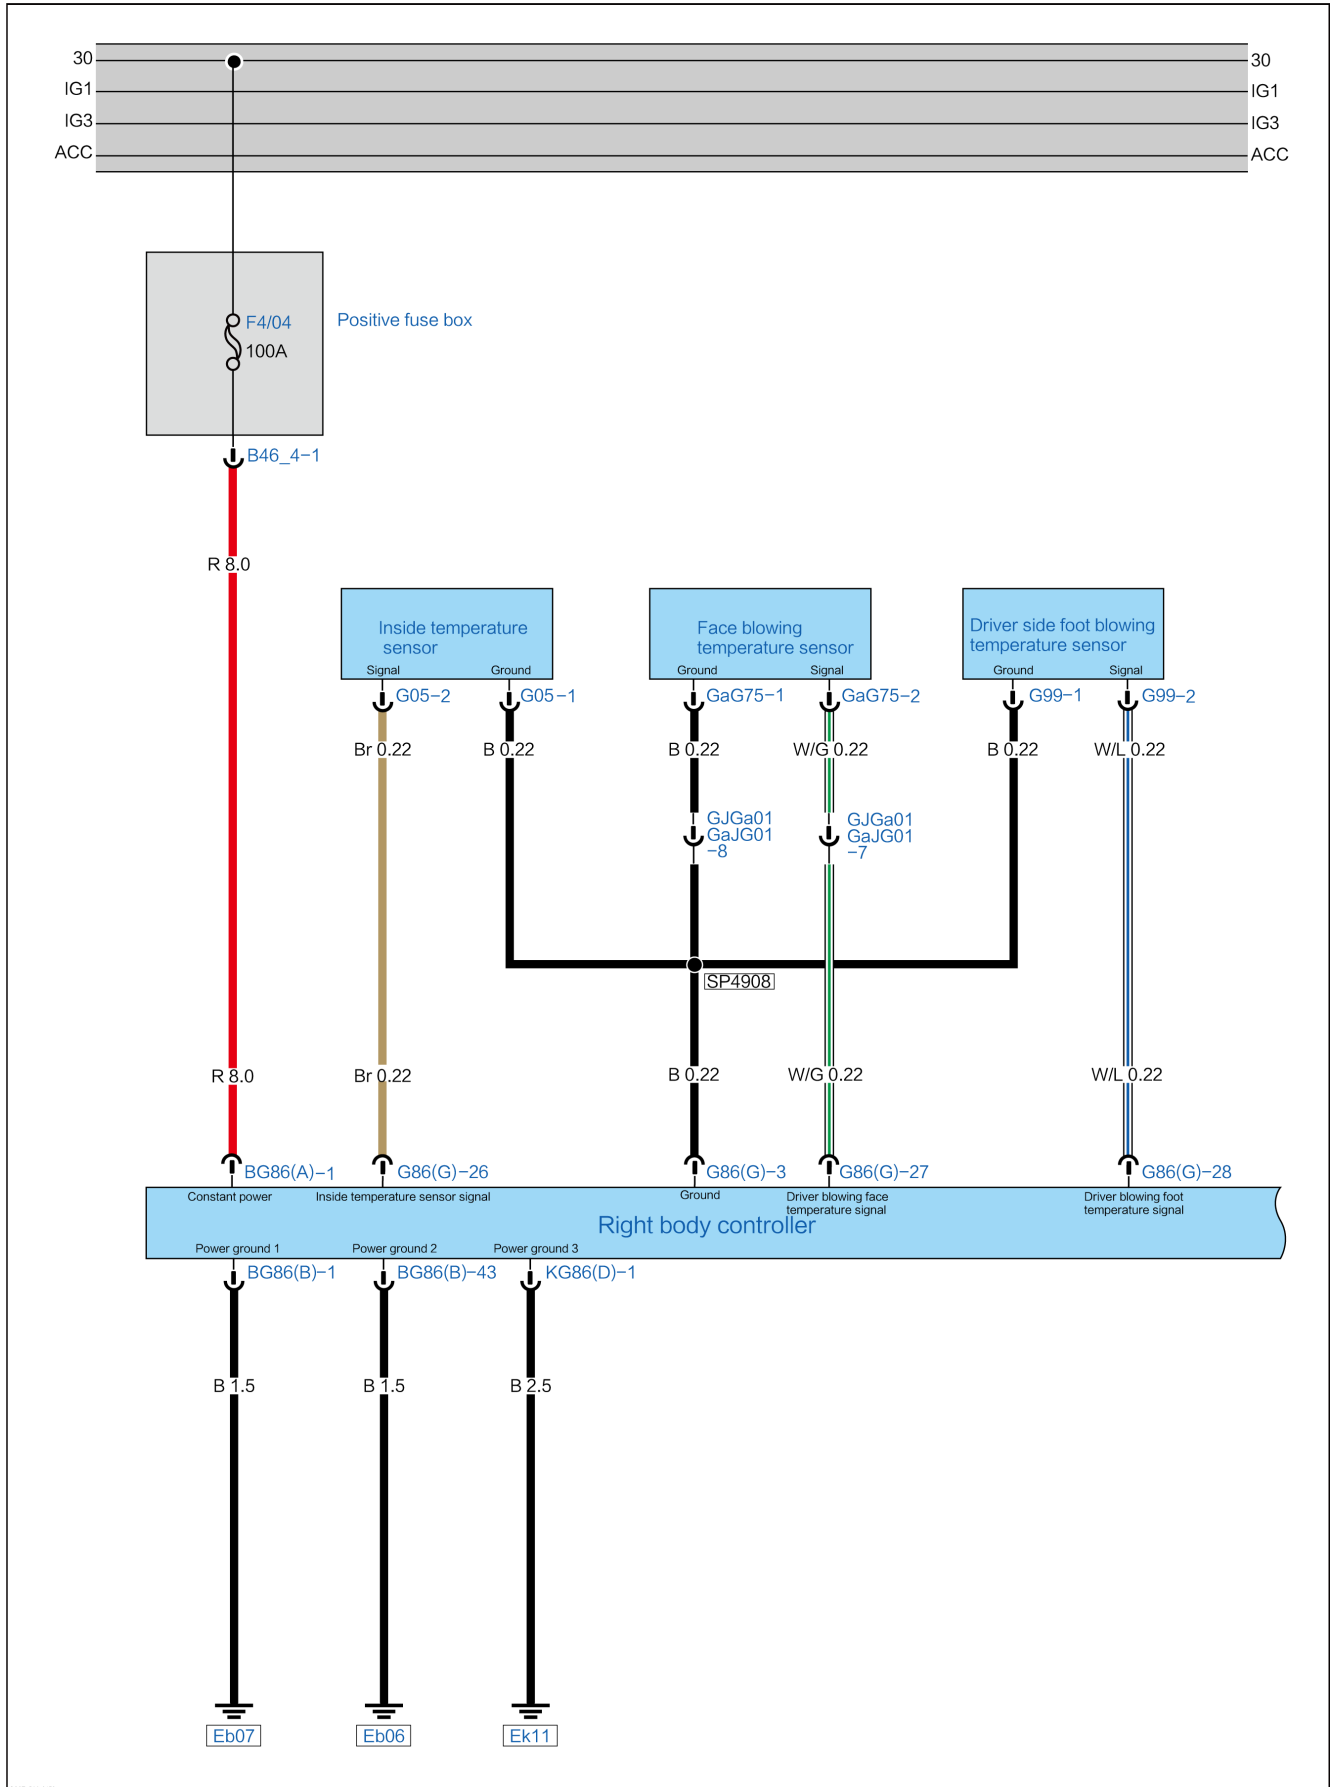 30 30
IG1 IG1
IG3 IG3
ACC ACC
F4/04
100A
Positive fuse box
B46_4-1
R 8.0
Inside temperature
sensor
Signal Ground
Face blowing
temperature sensor
Ground Signal
Driver side foot blowing
temperature sensor
Ground Signal
G05-2 G05-1 GaG75-1 GaG75-2 G99-1 G99-2
Br 0.22 B 0.22 B 0.22 W/G 0.22 B 0.22 W/L 0.22
GJGa01
GaJG01
-8
GJGa01
GaJG01
-7
SP4908
R 8.0 Br 0.22 B 0.22 W/G 0.22 W/L 0.22
BG86(A)-1 G86(G)-26 G86(G)-3 G86(G)-27 G86(G)-28
Constant power
Inside temperature sensor signal
Ground
Driver blowing face
temperature signal
Driver blowing foot
temperature signal
Right body controller
Power ground 1 Power ground 2 Power ground 3
BG86(B)-1 BG86(B)-43 KG86(D)-1
B 1.5 B 1.5 B 2.5
Eb07 Eb06 Ek11